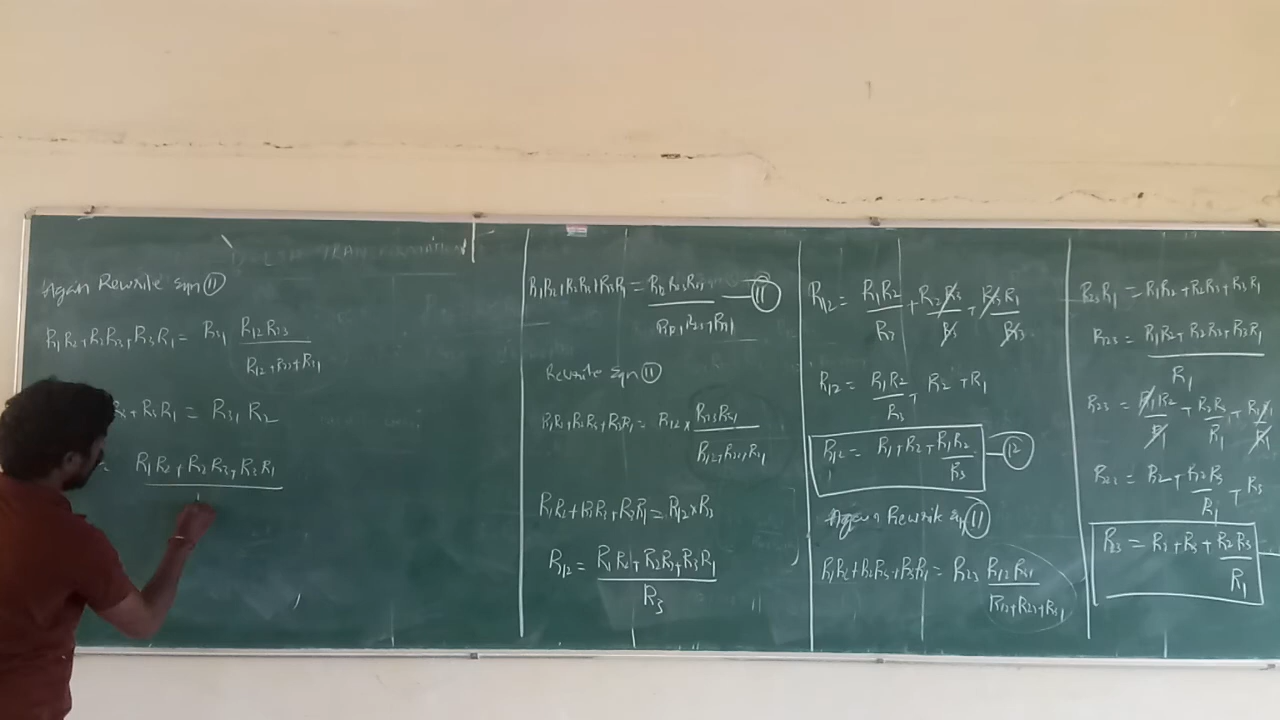 Again Rewrite Eqn ⑪
R₁R₂+R₂R₃+R₃R₁ = R₃₁ R₁₂R₂₃
R₁₂+R₂₃+R₃₁
+R₃R₁ = R₃₁ R₂
= R₁R₂+R₂R₃+R₃R₁
R₁R₂+R₂R₃+R₃R₁ = R₁₂R₂₃R₃₁ — ⑪
R₁₂+R₂₃+R₃₁
Rewrite Eqn ⑪
R₁R₂+R₂R₃+R₃R₁ = R₁₂ × R₂₃R₃₁
R₁₂+R₂₃+R₃₁
R₁R₂+R₂R₃+R₃R₁ = R₁₂×R₃
R₁₂ = R₁R₂+R₂R₃+R₃R₁
R₃
R₁₂ = R₁R₂ + R₂R₃ + R₃R₁
R₃ R₃ R₃
R₁₂ = R₁R₂ + R₂ + R₁
R₃
R₁₂ = R₁+R₂+R₁R₂ — ⑫
R₃
Again Rewrite Eqn ⑪
R₁R₂+R₂R₃+R₃R₁ = R₂₃ R₁₂R₃₁
R₁₂+R₂₃+R₃₁
R₂₃R₁ = R₁R₂+R₂R₃+R₃R₁
R₂₃ = R₁R₂+R₂R₃+R₃R₁
R₁
R₂₃ = R₁R₂ + R₂R₃ + R₃R₁
R₁ R₁ R₁
R₂₃ = R₂ + R₂R₃ + R₃
R₁
R₂₃ = R₂+R₃+R₂R₃
R₁